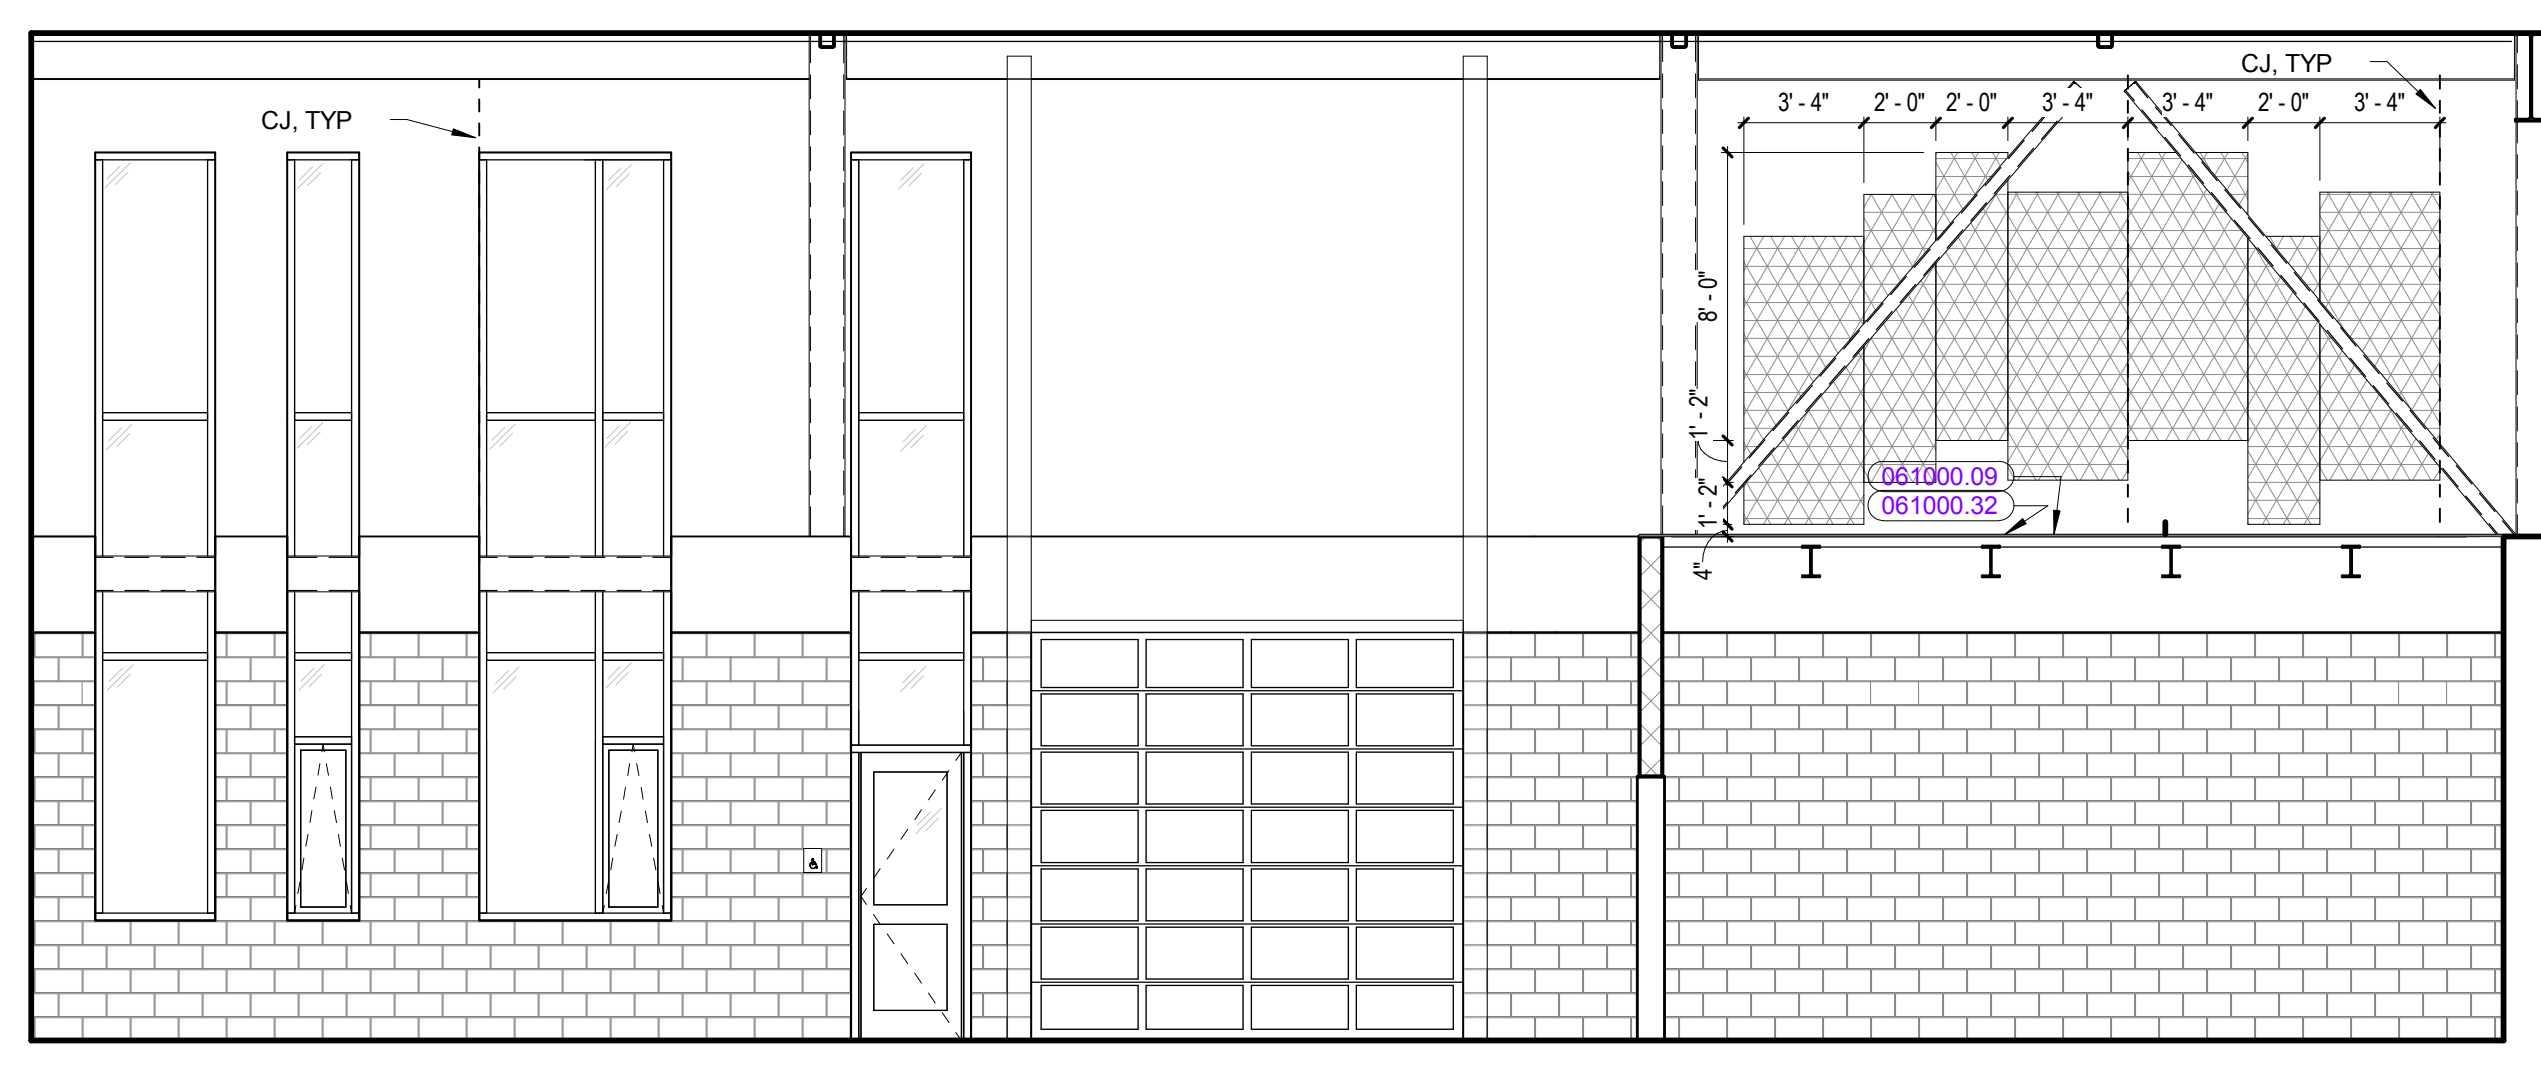 CJ, TYP
CJ, TYP
3' - 4" 2' - 0" 2' - 0" 3' - 4" 3' - 4" 2' - 0" 3' - 4"
8' - 0"
1' - 2"
1' - 2"
4"
061000.09
061000.32